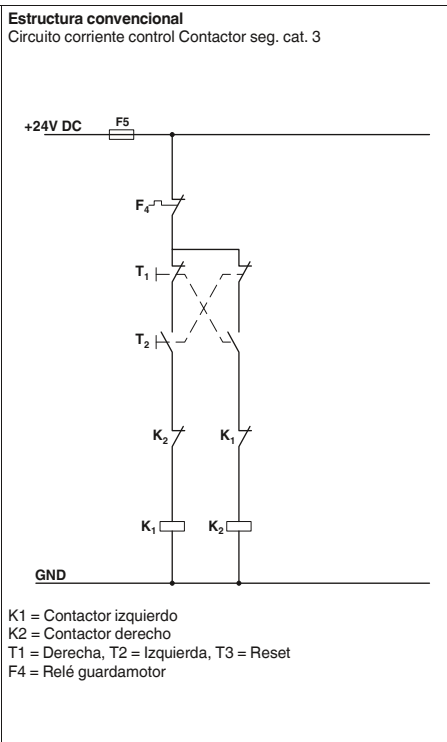 Estructura convencional
Circuito corriente control Contactor seg. cat. 3
+24V DC F5
F₄
T₁
T₂
K₂ K₁
K₁ K₂
GND
K1 = Contactor izquierdo
K2 = Contactor derecho
T1 = Derecha, T2 = Izquierda, T3 = Reset
F4 = Relé guardamotor